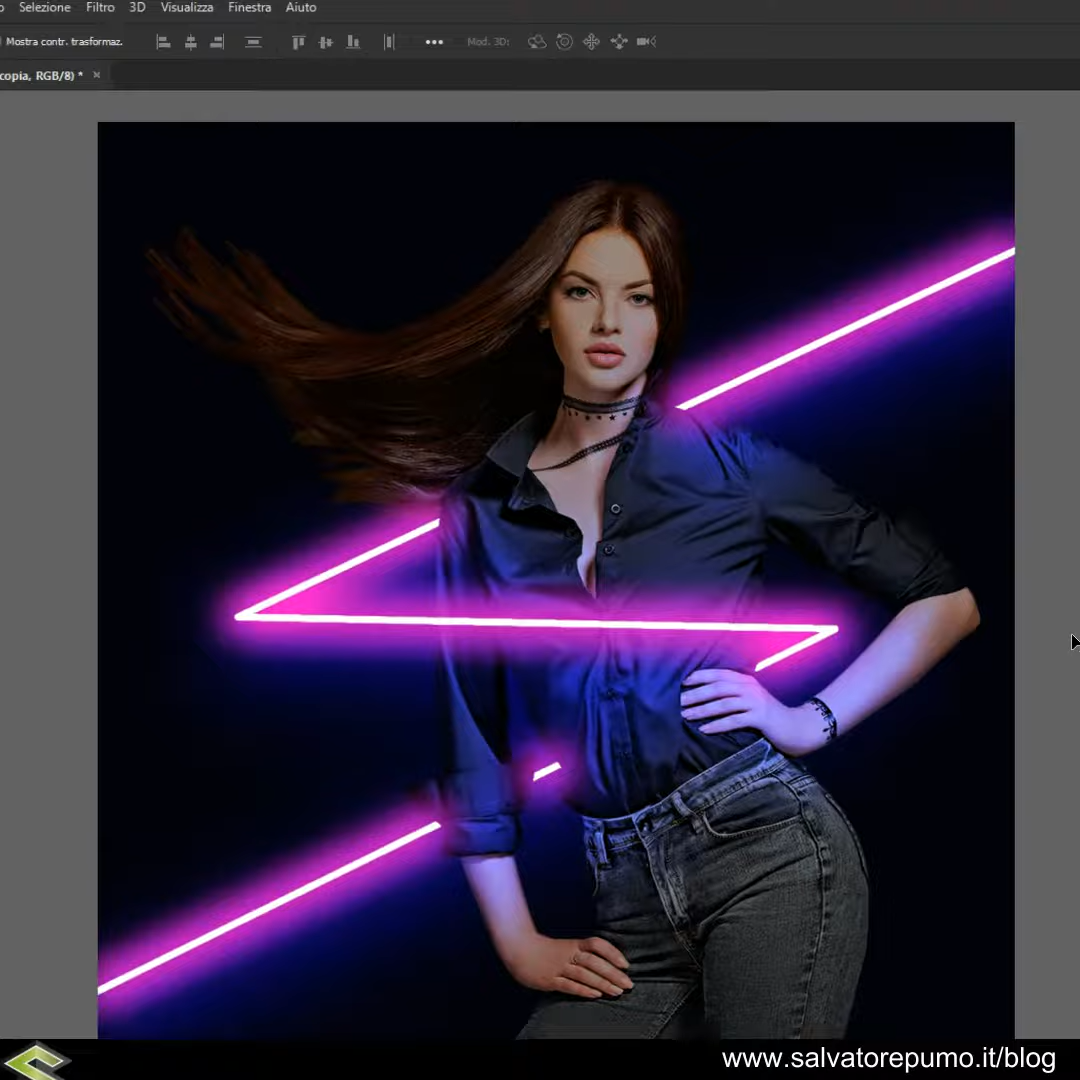 Selezione Filtro 3D Visualizza Finestra Aiuto
Mostra contr. trasformaz. ••• Mod. 3D:
copia, RGB/8) * ×
www.salvatorepumo.it/blog